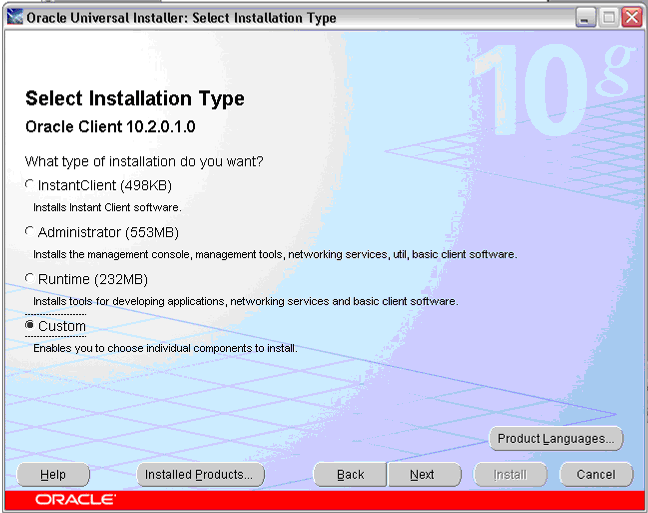 Oracle Universal Installer: Select Installation Type
10g
Select Installation Type
Oracle Client 10.2.0.1.0
What type of installation do you want?
InstantClient (498KB)
Installs Instant Client software.
Administrator (553MB)
Installs the management console, management tools, networking services, util, basic client software.
Runtime (232MB)
Installs tools for developing applications, networking services and basic client software.
Custom
Enables you to choose individual components to install.
Product Languages...
Help Installed Products... Back Next Install Cancel
ORACLE